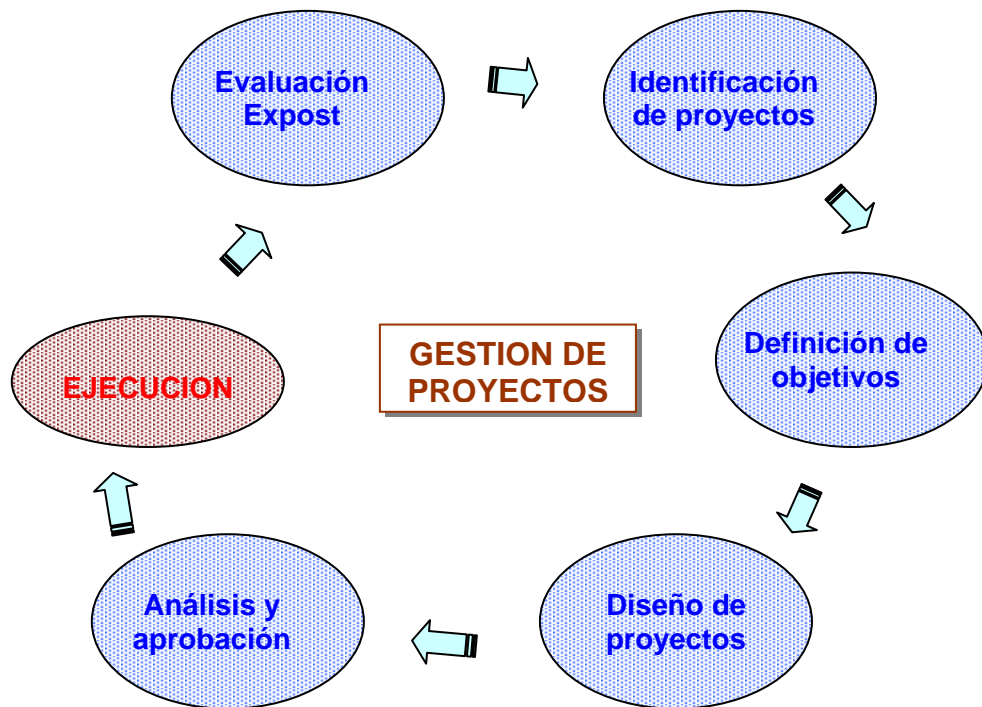 Evaluación
Expost
Identificación
de proyectos
Definición de
objetivos
GESTION DE
PROYECTOS
EJECUCION
Análisis y
aprobación
Diseño de
proyectos